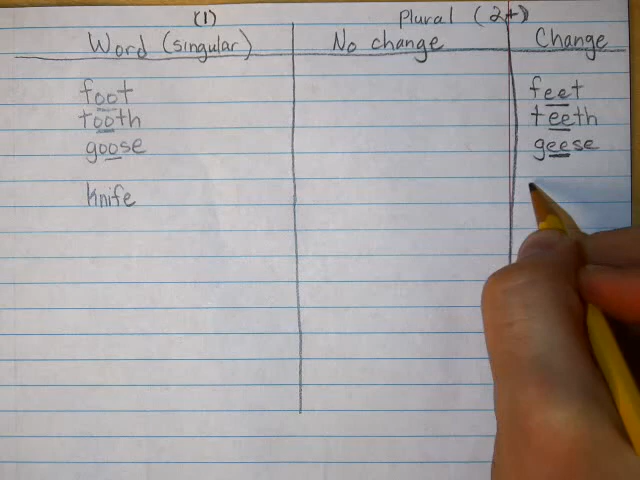 (1) Plural (2+)
Word (singular) No change Change
foot feet
tooth teeth
goose geese
knife